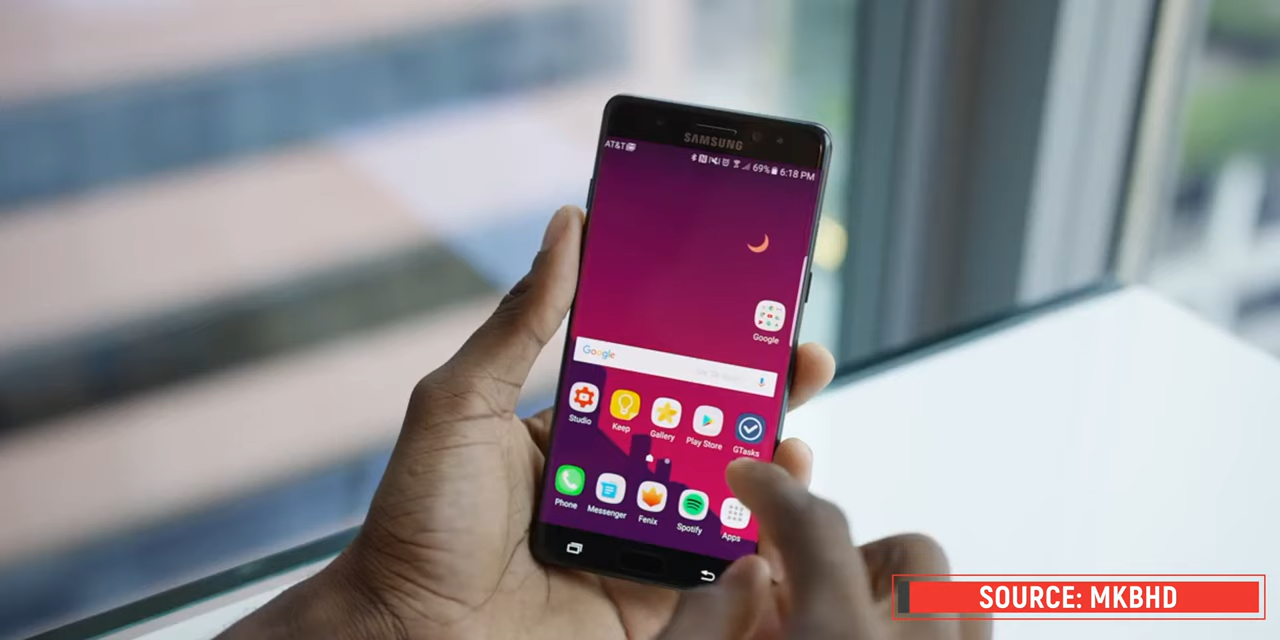 SAMSUNG
AT&T
69% 6:18 PM
Google
Google
Studio
Keep
Gallery
Play Store
GTasks
Phone
Messenger
Fenix
Spotify
Apps
SOURCE: MKBHD